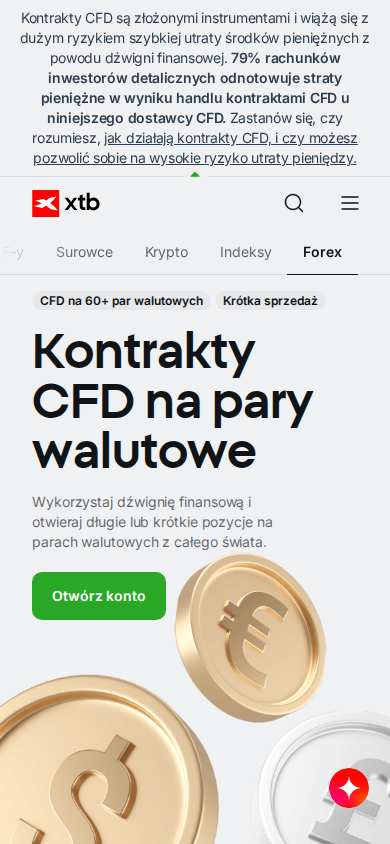 Kontrakty CFD są złożonymi instrumentami i wiążą się z
dużym ryzykiem szybkiej utraty środków pieniężnych z
powodu dźwigni finansowej. 79% rachunków
inwestorów detalicznych odnotowuje straty
pieniężne w wyniku handlu kontraktami CFD u
niniejszego dostawcy CFD. Zastanów się, czy
rozumiesz, jak działają kontrakty CFD, i czy możesz
pozwolić sobie na wysokie ryzyko utraty pieniędzy.
xtb
Surowce Krypto Indeksy Forex
CFD na 60+ par walutowych Krótka sprzedaż
Kontrakty
CFD na pary
walutowe
Wykorzystaj dźwignię finansową i
otwieraj długie lub krótkie pozycje na
parach walutowych z całego świata.
Otwórz konto
€
$
£